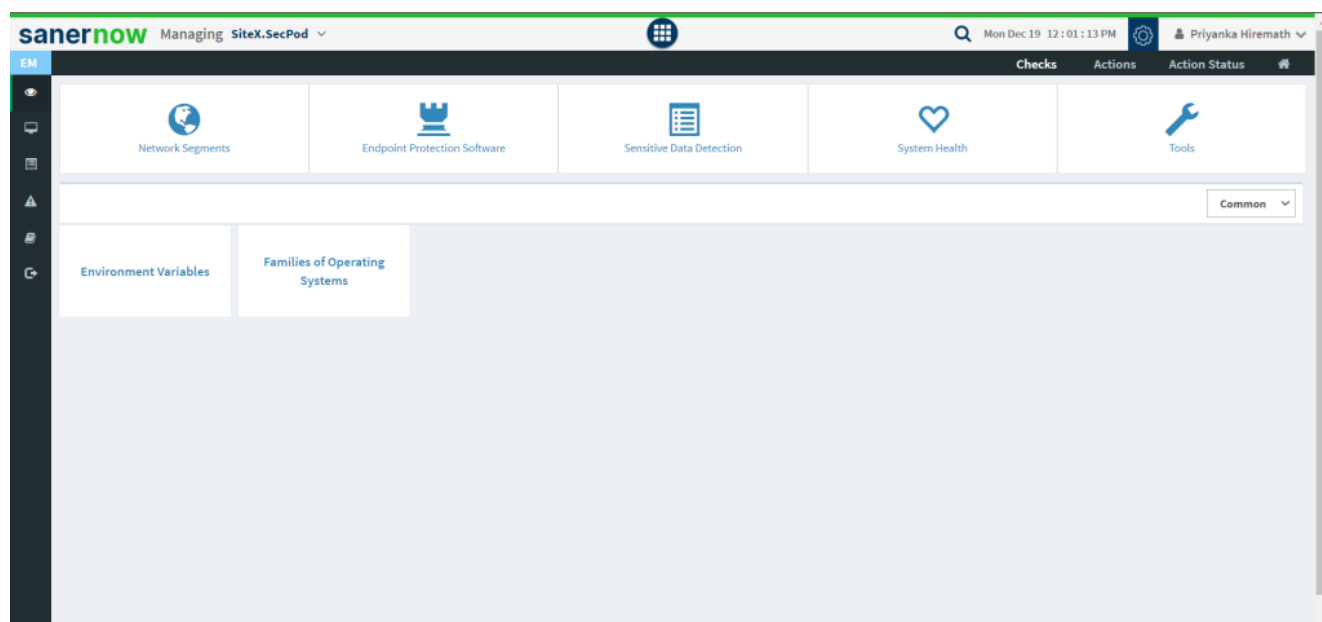 sanernow Managing SiteX.SecPod Mon Dec 19 12:01:13 PM Priyanka Hiremath
EM Checks Actions Action Status
Network Segments Endpoint Protection Software Sensitive Data Detection System Health Tools
Common
Environment Variables
Families of Operating
Systems